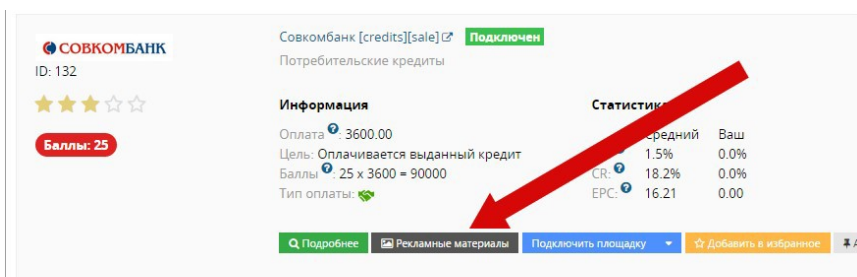 СОВКОМБАНК
ID: 132
Баллы: 25
Совкомбанк [credits][sale] Подключен
Потребительские кредиты
Информация
Оплата ?: 3600.00
Цель: Оплачивается выданный кредит
Баллы ?: 25 x 3600 = 90000
Тип оплаты:
Статистика
Средний Ваш
? 1.5% 0.0%
CR: ? 18.2% 0.0%
EPC: ? 16.21 0.00
Подробнее Рекламные материалы Подключить площадку Добавить в избранное